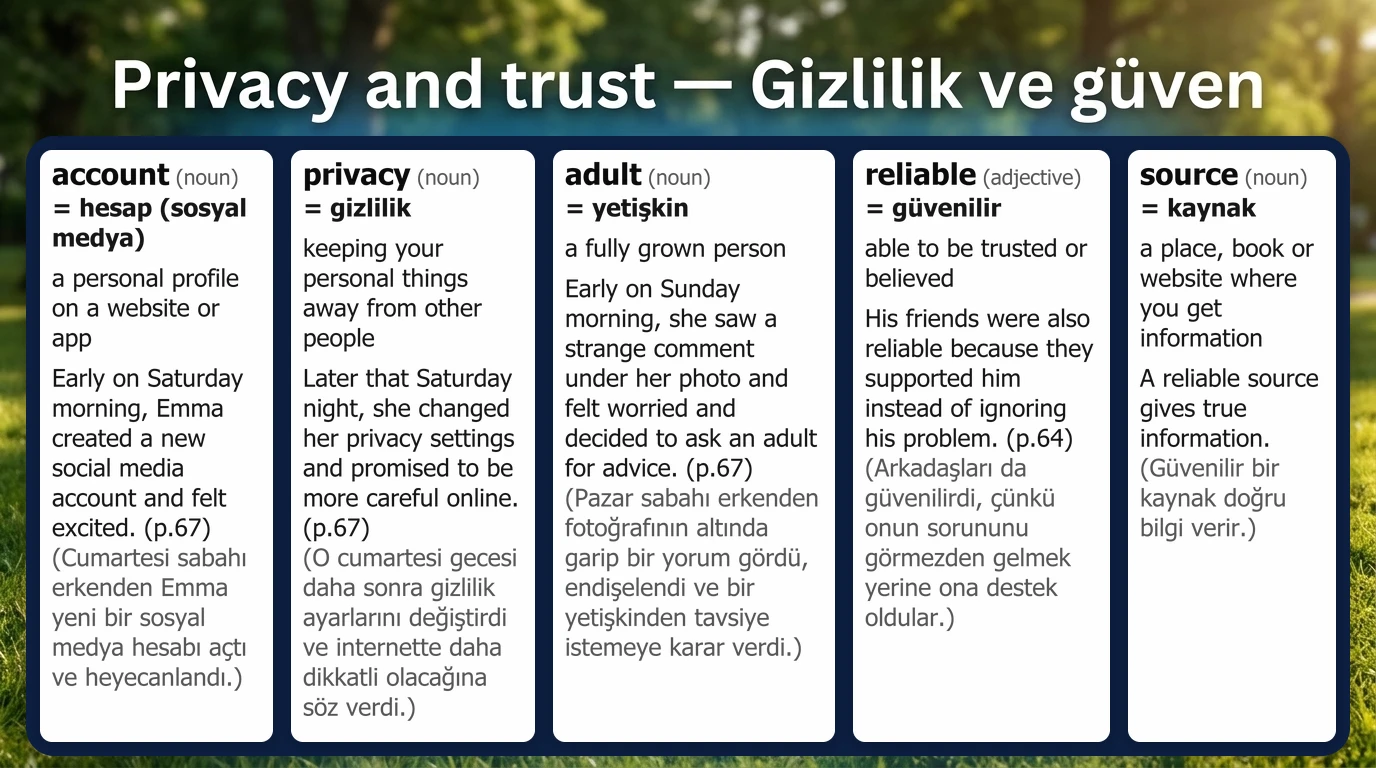 Privacy and trust — Gizlilik ve güven
account (noun)
= hesap (sosyal
medya)
a personal profile
on a website or
app
Early on Saturday
morning, Emma
created a new
social media
account and felt
excited. (p.67)
(Cumartesi sabahı
erkenden Emma
yeni bir sosyal
medya hesabı açtı
ve heyecanlandı.)
privacy (noun)
= gizlilik
keeping your
personal things
away from other
people
Later that Saturday
night, she changed
her privacy settings
and promised to be
more careful online.
(p.67)
(O cumartesi gecesi
daha sonra gizlilik
ayarlarını değiştirdi
ve internette daha
dikkatli olacağına
söz verdi.)
adult (noun)
= yetişkin
a fully grown person
Early on Sunday
morning, she saw a
strange comment
under her photo and
felt worried and
decided to ask an adult
for advice. (p.67)
(Pazar sabahı erkenden
fotoğrafının altında
garip bir yorum gördü,
endişelendi ve bir
yetişkinden tavsiye
istemeye karar verdi.)
reliable (adjective)
= güvenilir
able to be trusted or
believed
His friends were also
reliable because they
supported him
instead of ignoring
his problem. (p.64)
(Arkadaşları da
güvenilirdi, çünkü
onun sorununu
görmezden gelmek
yerine ona destek
oldular.)
source (noun)
= kaynak
a place, book or
website where
you get
information
A reliable source
gives true
information.
(Güvenilir bir
kaynak doğru
bilgi verir.)